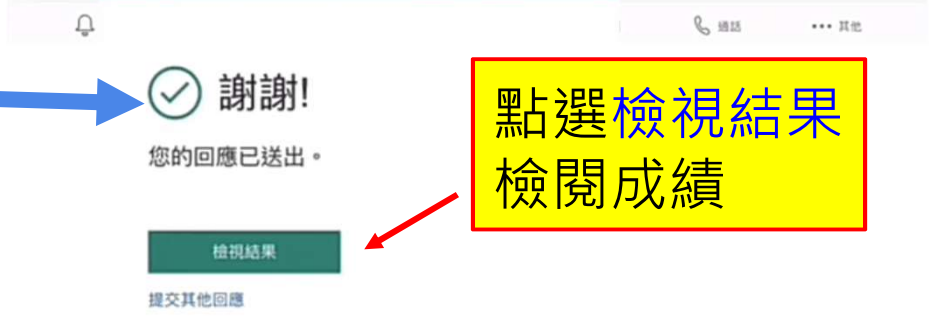 通話 ••• 其他
謝謝!
您的回應已送出。
檢視結果
提交其他回應
點選檢視結果
檢閱成績